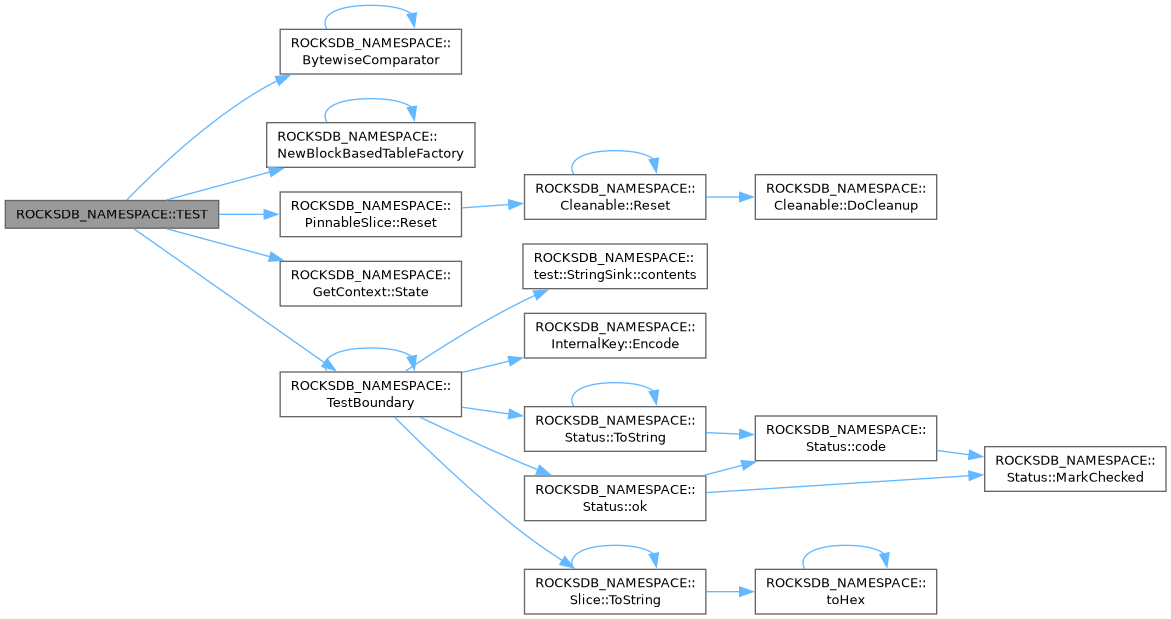 ROCKSDB_NAMESPACE::TEST
ROCKSDB_NAMESPACE::
BytewiseComparator
ROCKSDB_NAMESPACE::
NewBlockBasedTableFactory
ROCKSDB_NAMESPACE::
PinnableSlice::Reset
ROCKSDB_NAMESPACE::
Cleanable::Reset
ROCKSDB_NAMESPACE::
Cleanable::DoCleanup
ROCKSDB_NAMESPACE::
GetContext::State
ROCKSDB_NAMESPACE::
TestBoundary
ROCKSDB_NAMESPACE::
test::StringSink::contents
ROCKSDB_NAMESPACE::
InternalKey::Encode
ROCKSDB_NAMESPACE::
Status::ToString
ROCKSDB_NAMESPACE::
Status::code
ROCKSDB_NAMESPACE::
Status::MarkChecked
ROCKSDB_NAMESPACE::
Status::ok
ROCKSDB_NAMESPACE::
Slice::ToString
ROCKSDB_NAMESPACE::
toHex